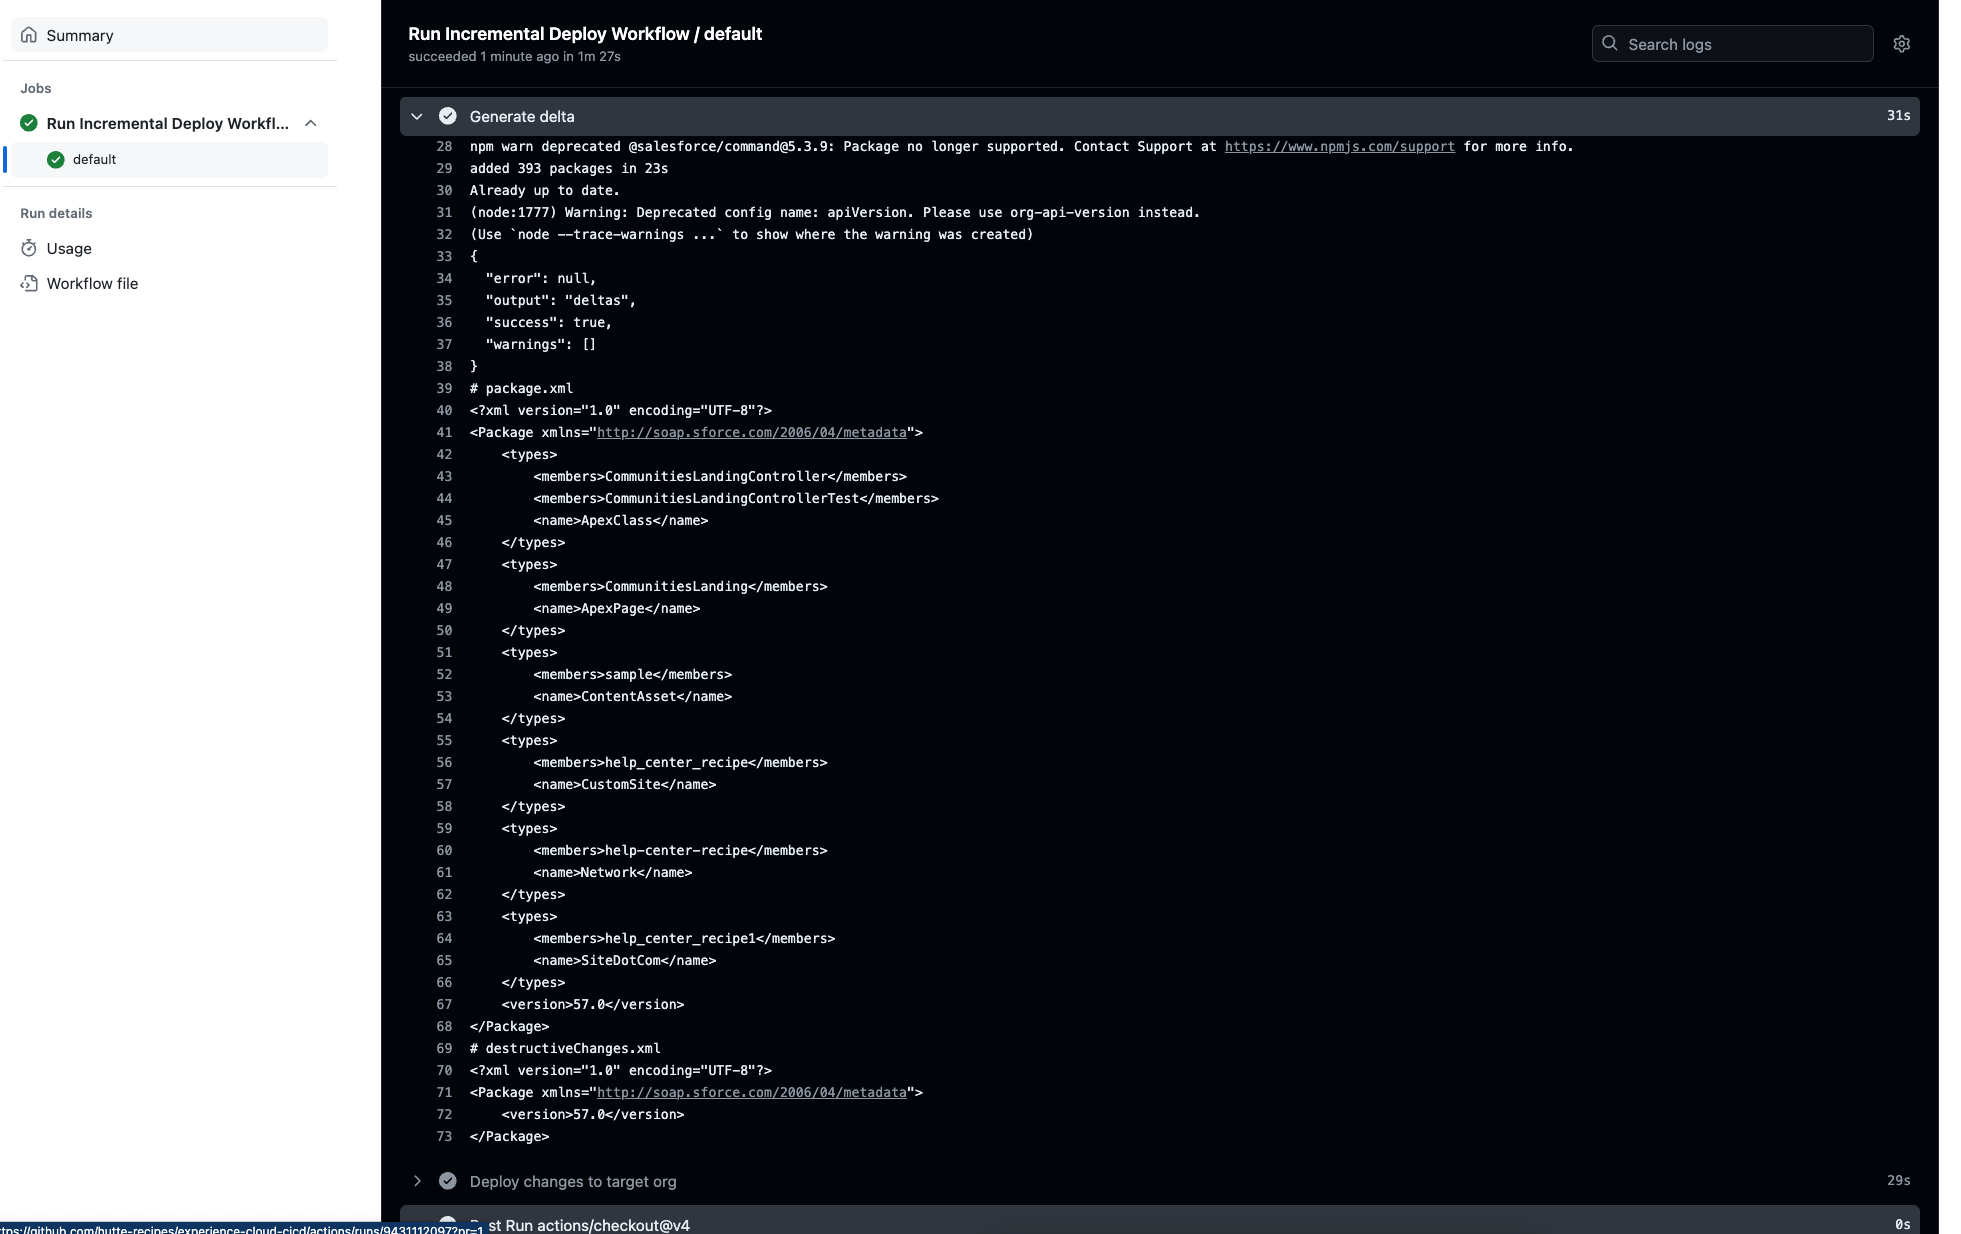 Summary
Jobs
Run Incremental Deploy Workfl...
default
Run details
Usage
Workflow file
Run Incremental Deploy Workflow / default
succeeded 1 minute ago in 1m 27s
Search logs
Generate delta 31s
28 npm warn deprecated @salesforce/command@5.3.9: Package no longer supported. Contact Support at https://www.npmjs.com/support for more info.
29 added 393 packages in 23s
30 Already up to date.
31 (node:1777) Warning: Deprecated config name: apiVersion. Please use org-api-version instead.
32 (Use `node --trace-warnings ...` to show where the warning was created)
33 {
34   "error": null,
35   "output": "deltas",
36   "success": true,
37   "warnings": []
38 }
39 # package.xml
40 <?xml version="1.0" encoding="UTF-8"?>
41 <Package xmlns="http://soap.sforce.com/2006/04/metadata">
42     <types>
43         <members>CommunitiesLandingController</members>
44         <members>CommunitiesLandingControllerTest</members>
45         <name>ApexClass</name>
46     </types>
47     <types>
48         <members>CommunitiesLanding</members>
49         <name>ApexPage</name>
50     </types>
51     <types>
52         <members>sample</members>
53         <name>ContentAsset</name>
54     </types>
55     <types>
56         <members>help_center_recipe</members>
57         <name>CustomSite</name>
58     </types>
59     <types>
60         <members>help-center-recipe</members>
61         <name>Network</name>
62     </types>
63     <types>
64         <members>help_center_recipe1</members>
65         <name>SiteDotCom</name>
66     </types>
67     <version>57.0</version>
68 </Package>
69 # destructiveChanges.xml
70 <?xml version="1.0" encoding="UTF-8"?>
71 <Package xmlns="http://soap.sforce.com/2006/04/metadata">
72     <version>57.0</version>
73 </Package>
Deploy changes to target org 29s
st Run actions/checkout@v4 0s
ttps://github.com/hutte-recipes/experience-cloud-cicd/actions/runs/9431112097?pr=1